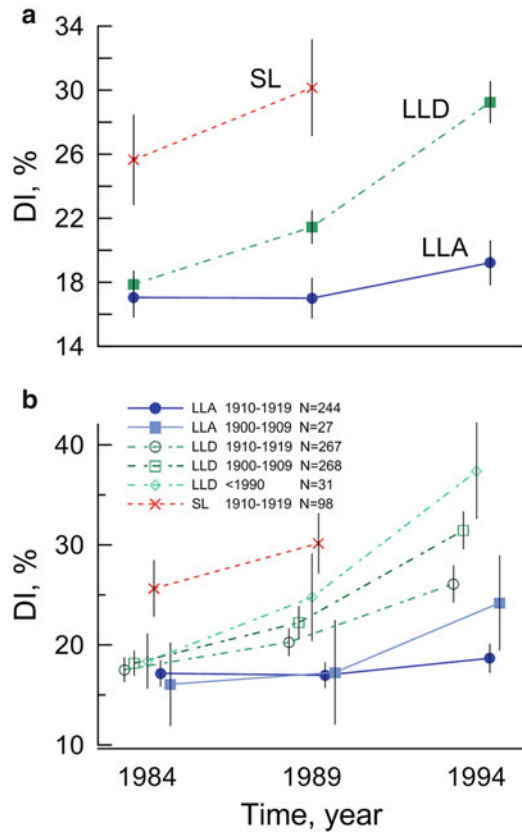 a
34
30
26
22
18
14
DI, %
SL
LLD
LLA
b
LLA 1910-1919 N=244
LLA 1900-1909 N=27
LLD 1910-1919 N=267
LLD 1900-1909 N=268
LLD <1990 N=31
SL 1910-1919 N=98
40
30
20
10
DI, %
1984 1989 1994
Time, year